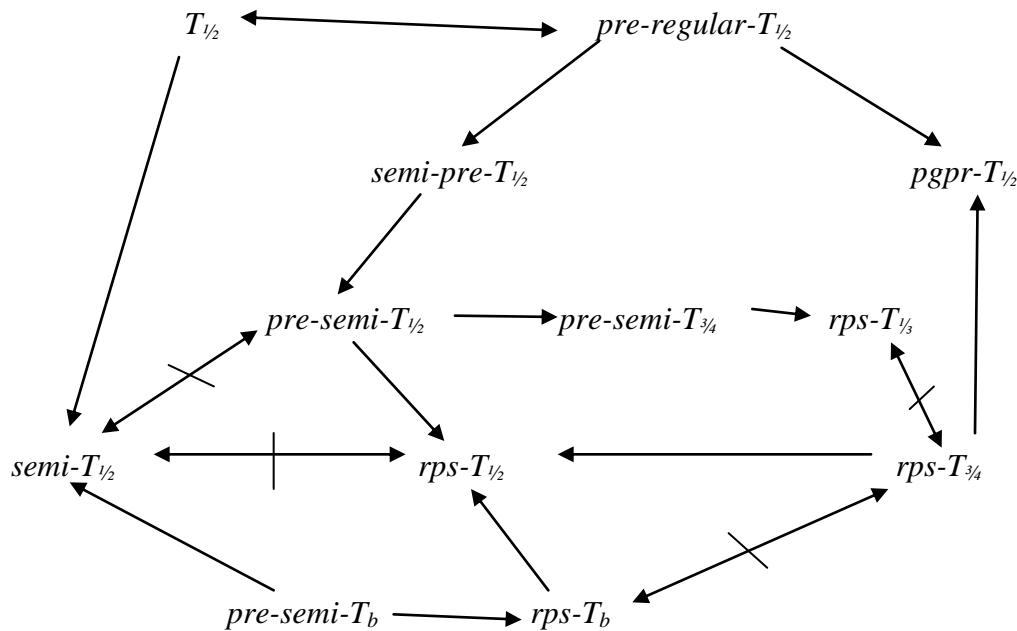 T½ pre-regular-T½
semi-pre-T½ pgpr-T½
pre-semi-T½ pre-semi-T¾ rps-T⅓
semi-T½ rps-T½ rps-T¾
pre-semi-Tb rps-Tb